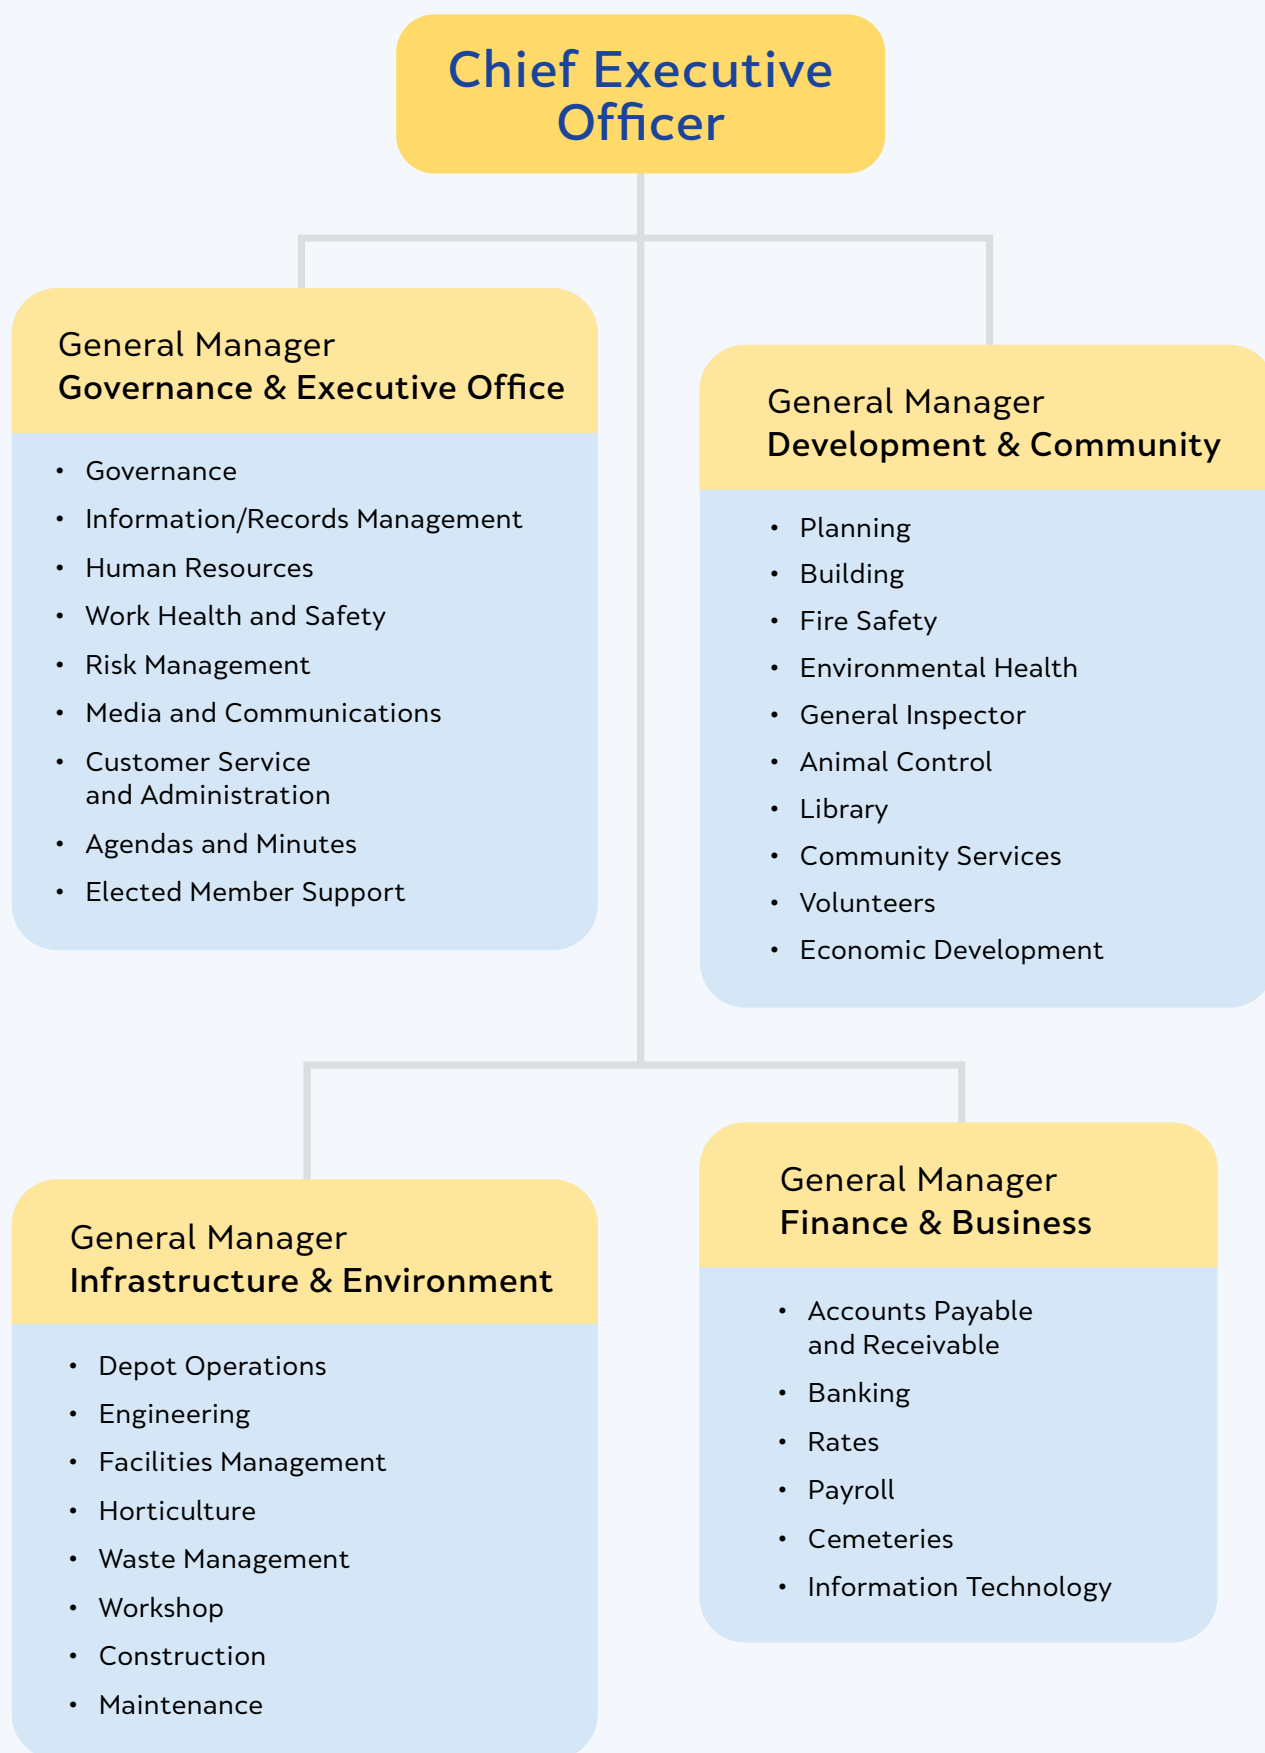 Chief Executive
Officer
General Manager
Governance & Executive Office
• Governance
• Information/Records Management
• Human Resources
• Work Health and Safety
• Risk Management
• Media and Communications
• Customer Service
and Administration
• Agendas and Minutes
• Elected Member Support
General Manager
Development & Community
• Planning
• Building
• Fire Safety
• Environmental Health
• General Inspector
• Animal Control
• Library
• Community Services
• Volunteers
• Economic Development
General Manager
Infrastructure & Environment
• Depot Operations
• Engineering
• Facilities Management
• Horticulture
• Waste Management
• Workshop
• Construction
• Maintenance
General Manager
Finance & Business
• Accounts Payable
and Receivable
• Banking
• Rates
• Payroll
• Cemeteries
• Information Technology